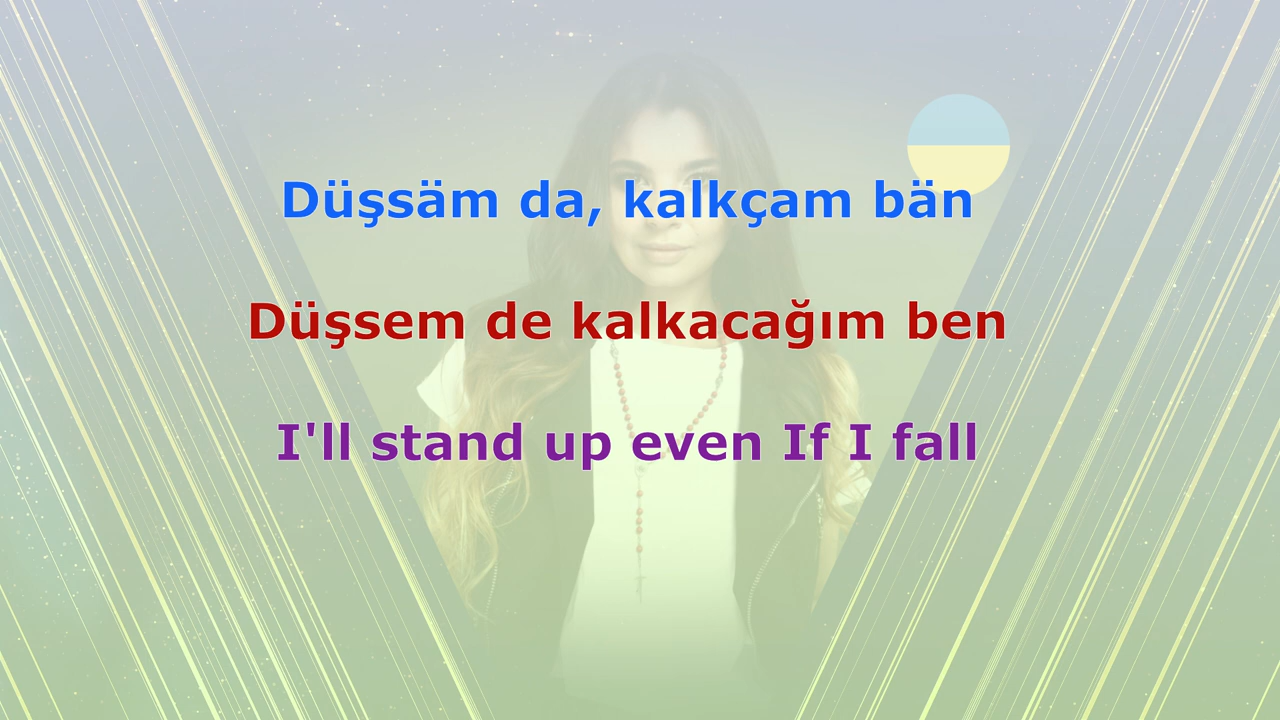 Düşsäm da, kalkçam bän
Düşsem de kalkacağım ben
I'll stand up even If I fall